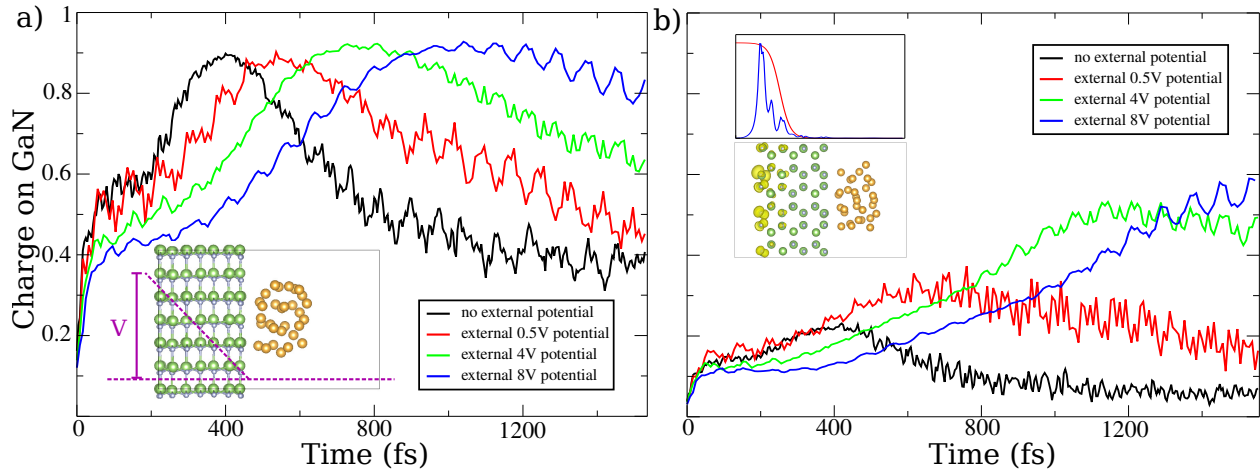 a)
Charge on GaN
1
0.8
0.6
0.4
0.2
0
400
800
1200
Time (fs)
V
no external potential
external 0.5V potential
external 4V potential
external 8V potential
b)
no external potential
external 0.5V potential
external 4V potential
external 8V potential
0
400
800
1200
Time (fs)